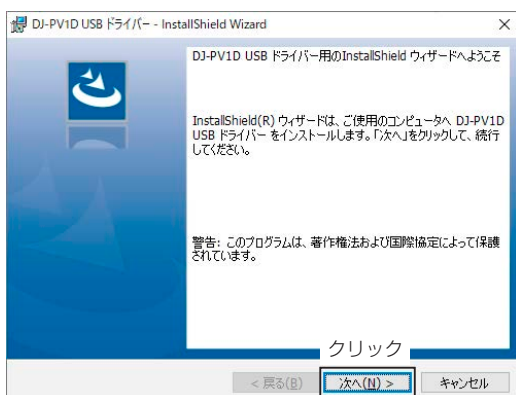 DJ-PV1D USB ドライバー - InstallShield Wizard
DJ-PV1D USB ドライバー用のInstallShield ウィザードへようこそ
InstallShield(R) ウィザードは、ご使用のコンピュータへ DJ-PV1D
USB ドライバー をインストールします。「次へ」をクリックして、続行
してください。
警告: このプログラムは、著作権法および国際協定によって保護
されています。
クリック
< 戻る(B)
次へ(N) >
キャンセル